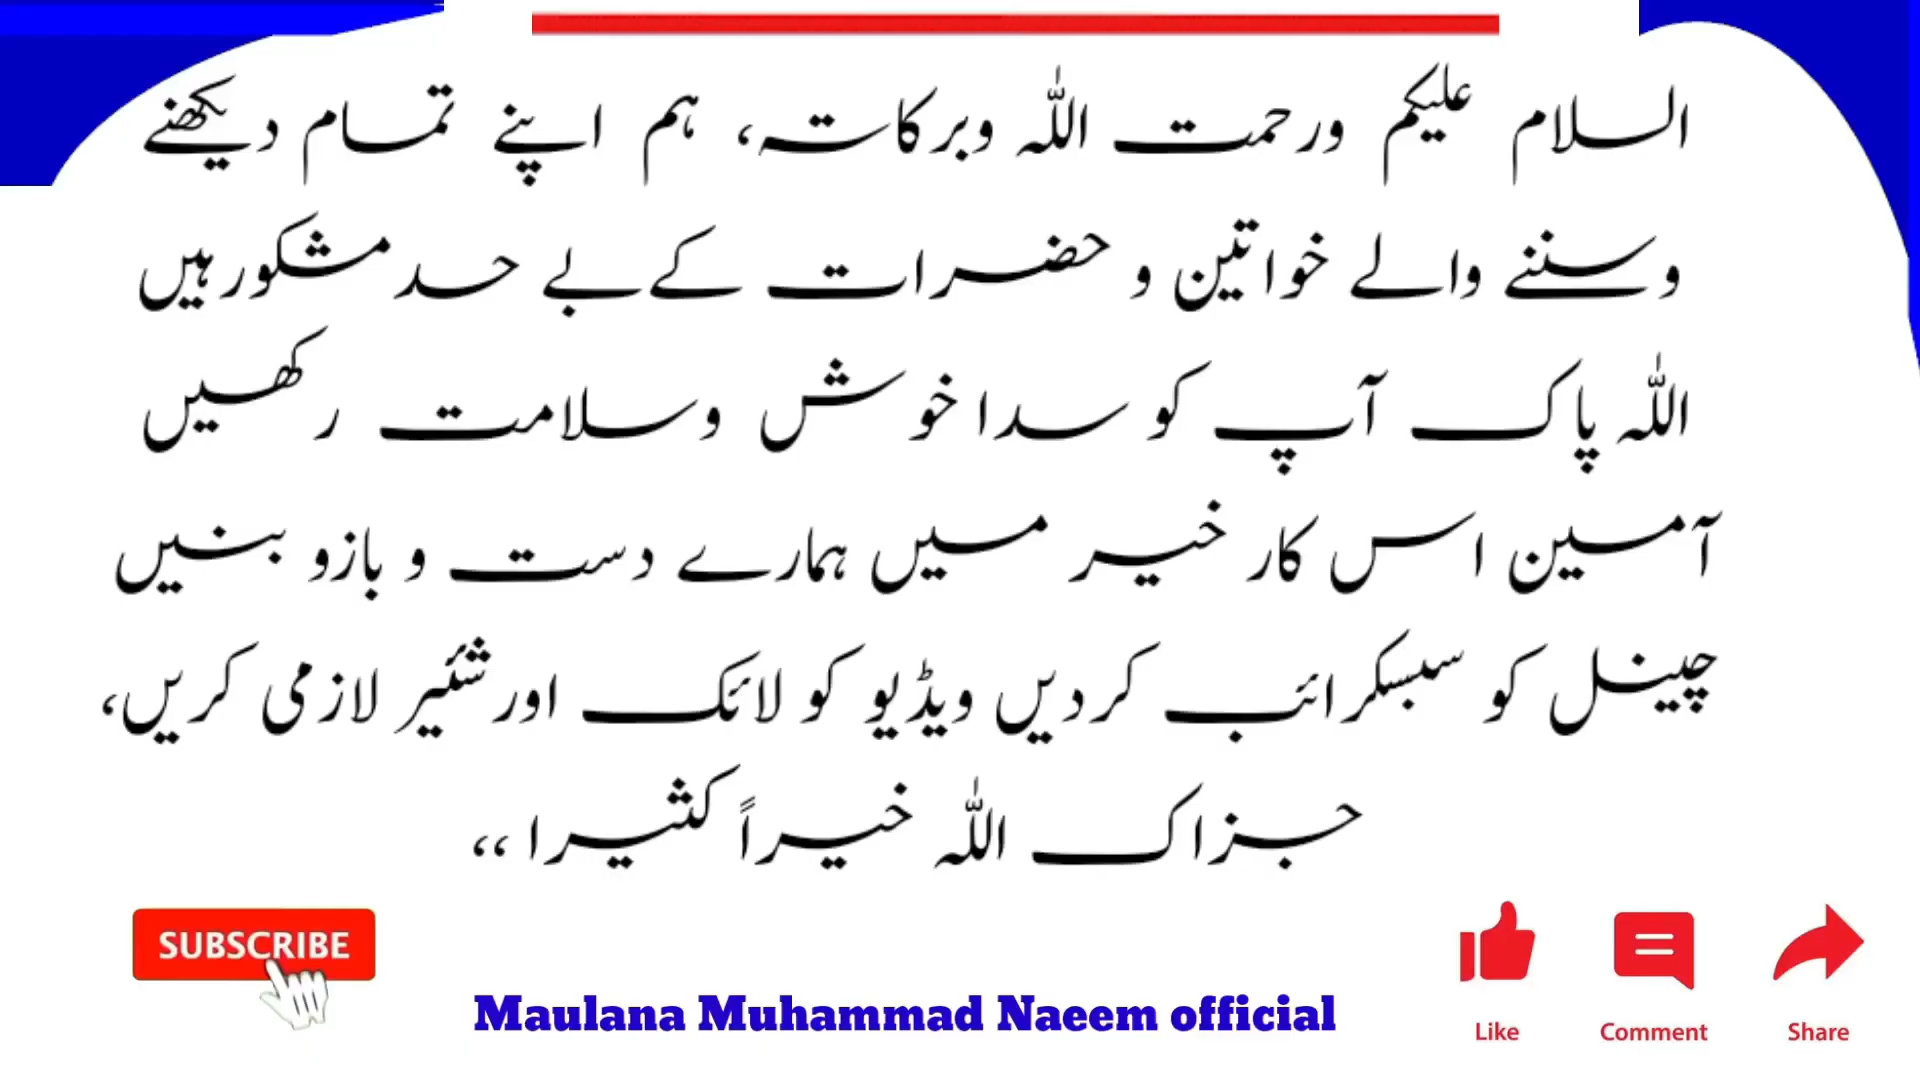 السلام علیکم ورحمت اللہ وبرکاتہ، ہم اپنے تمام دیکھنے
وسننے والے خواتین و حضرات کے بے حد مشکور ہیں
اللہ پاک آپ کو سدا خوش وسلامت رکھیں
آمین اس کار خیر میں ہمارے دست و بازو بنیں
چینل کو سبسکرائب کردیں ویڈیو کو لائک اور شئیر لازمی کریں،
جزاک اللہ خیراً کثیرا ،،
SUBSCRIBE
Maulana Muhammad Naeem official
Like Comment Share